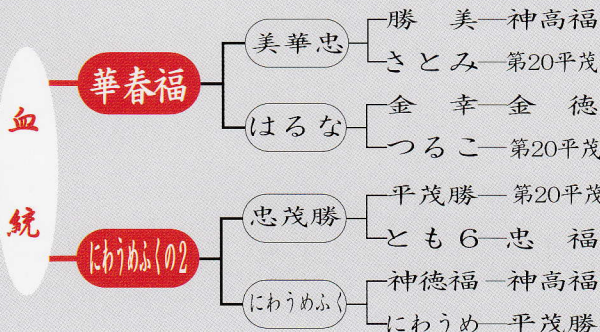 血統
華春福
にわうめふくの2
美華忠
はるな
忠茂勝
にわうめふく
勝美 神高福
さとみ 第20平茂
金幸 金徳
つるこ 第20平茂
平茂勝 第20平茂
とも6 忠福
神徳福 神高福
にわうめ 平茂勝